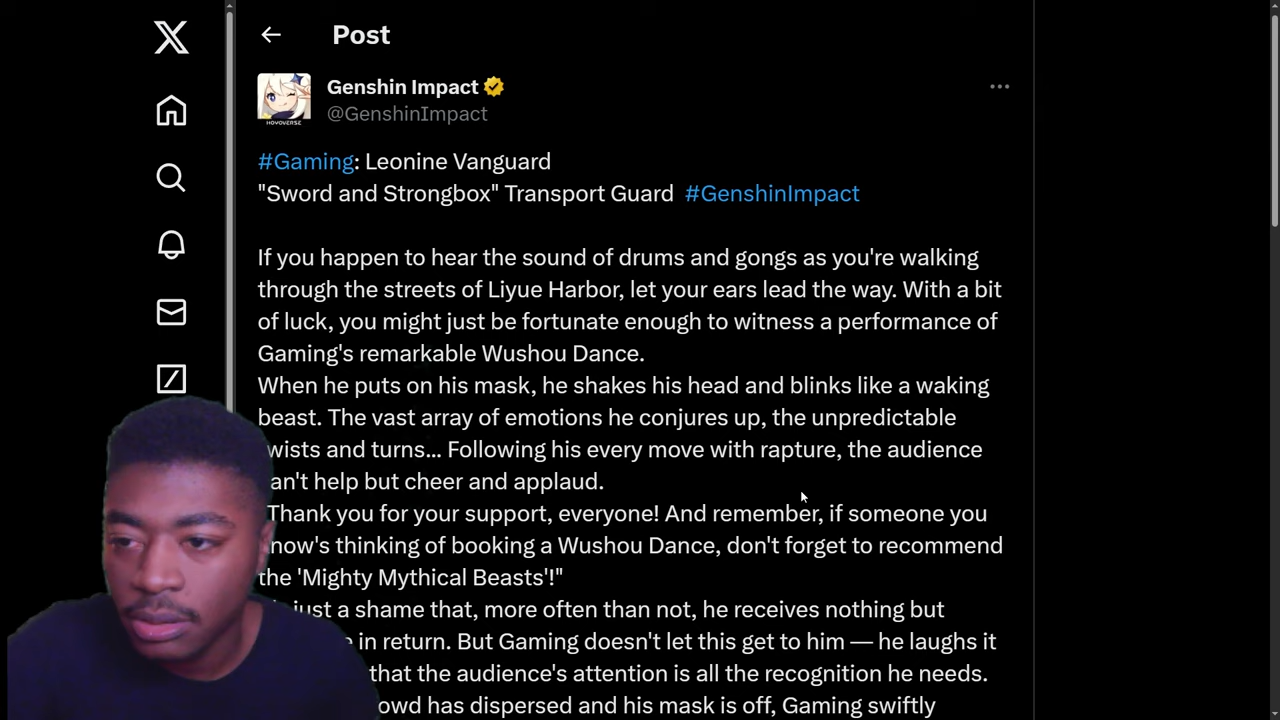 Post
Genshin Impact
@GenshinImpact
HOYOVERSE
#Gaming: Leonine Vanguard
"Sword and Strongbox" Transport Guard #GenshinImpact
If you happen to hear the sound of drums and gongs as you're walking
through the streets of Liyue Harbor, let your ears lead the way. With a bit
of luck, you might just be fortunate enough to witness a performance of
Gaming's remarkable Wushou Dance.
When he puts on his mask, he shakes his head and blinks like a waking
beast. The vast array of emotions he conjures up, the unpredictable
wists and turns... Following his every move with rapture, the audience
an't help but cheer and applaud.
Thank you for your support, everyone! And remember, if someone you
now's thinking of booking a Wushou Dance, don't forget to recommend
the 'Mighty Mythical Beasts'!"
just a shame that, more often than not, he receives nothing but
in return. But Gaming doesn't let this get to him — he laughs it
that the audience's attention is all the recognition he needs.
owd has dispersed and his mask is off, Gaming swiftly